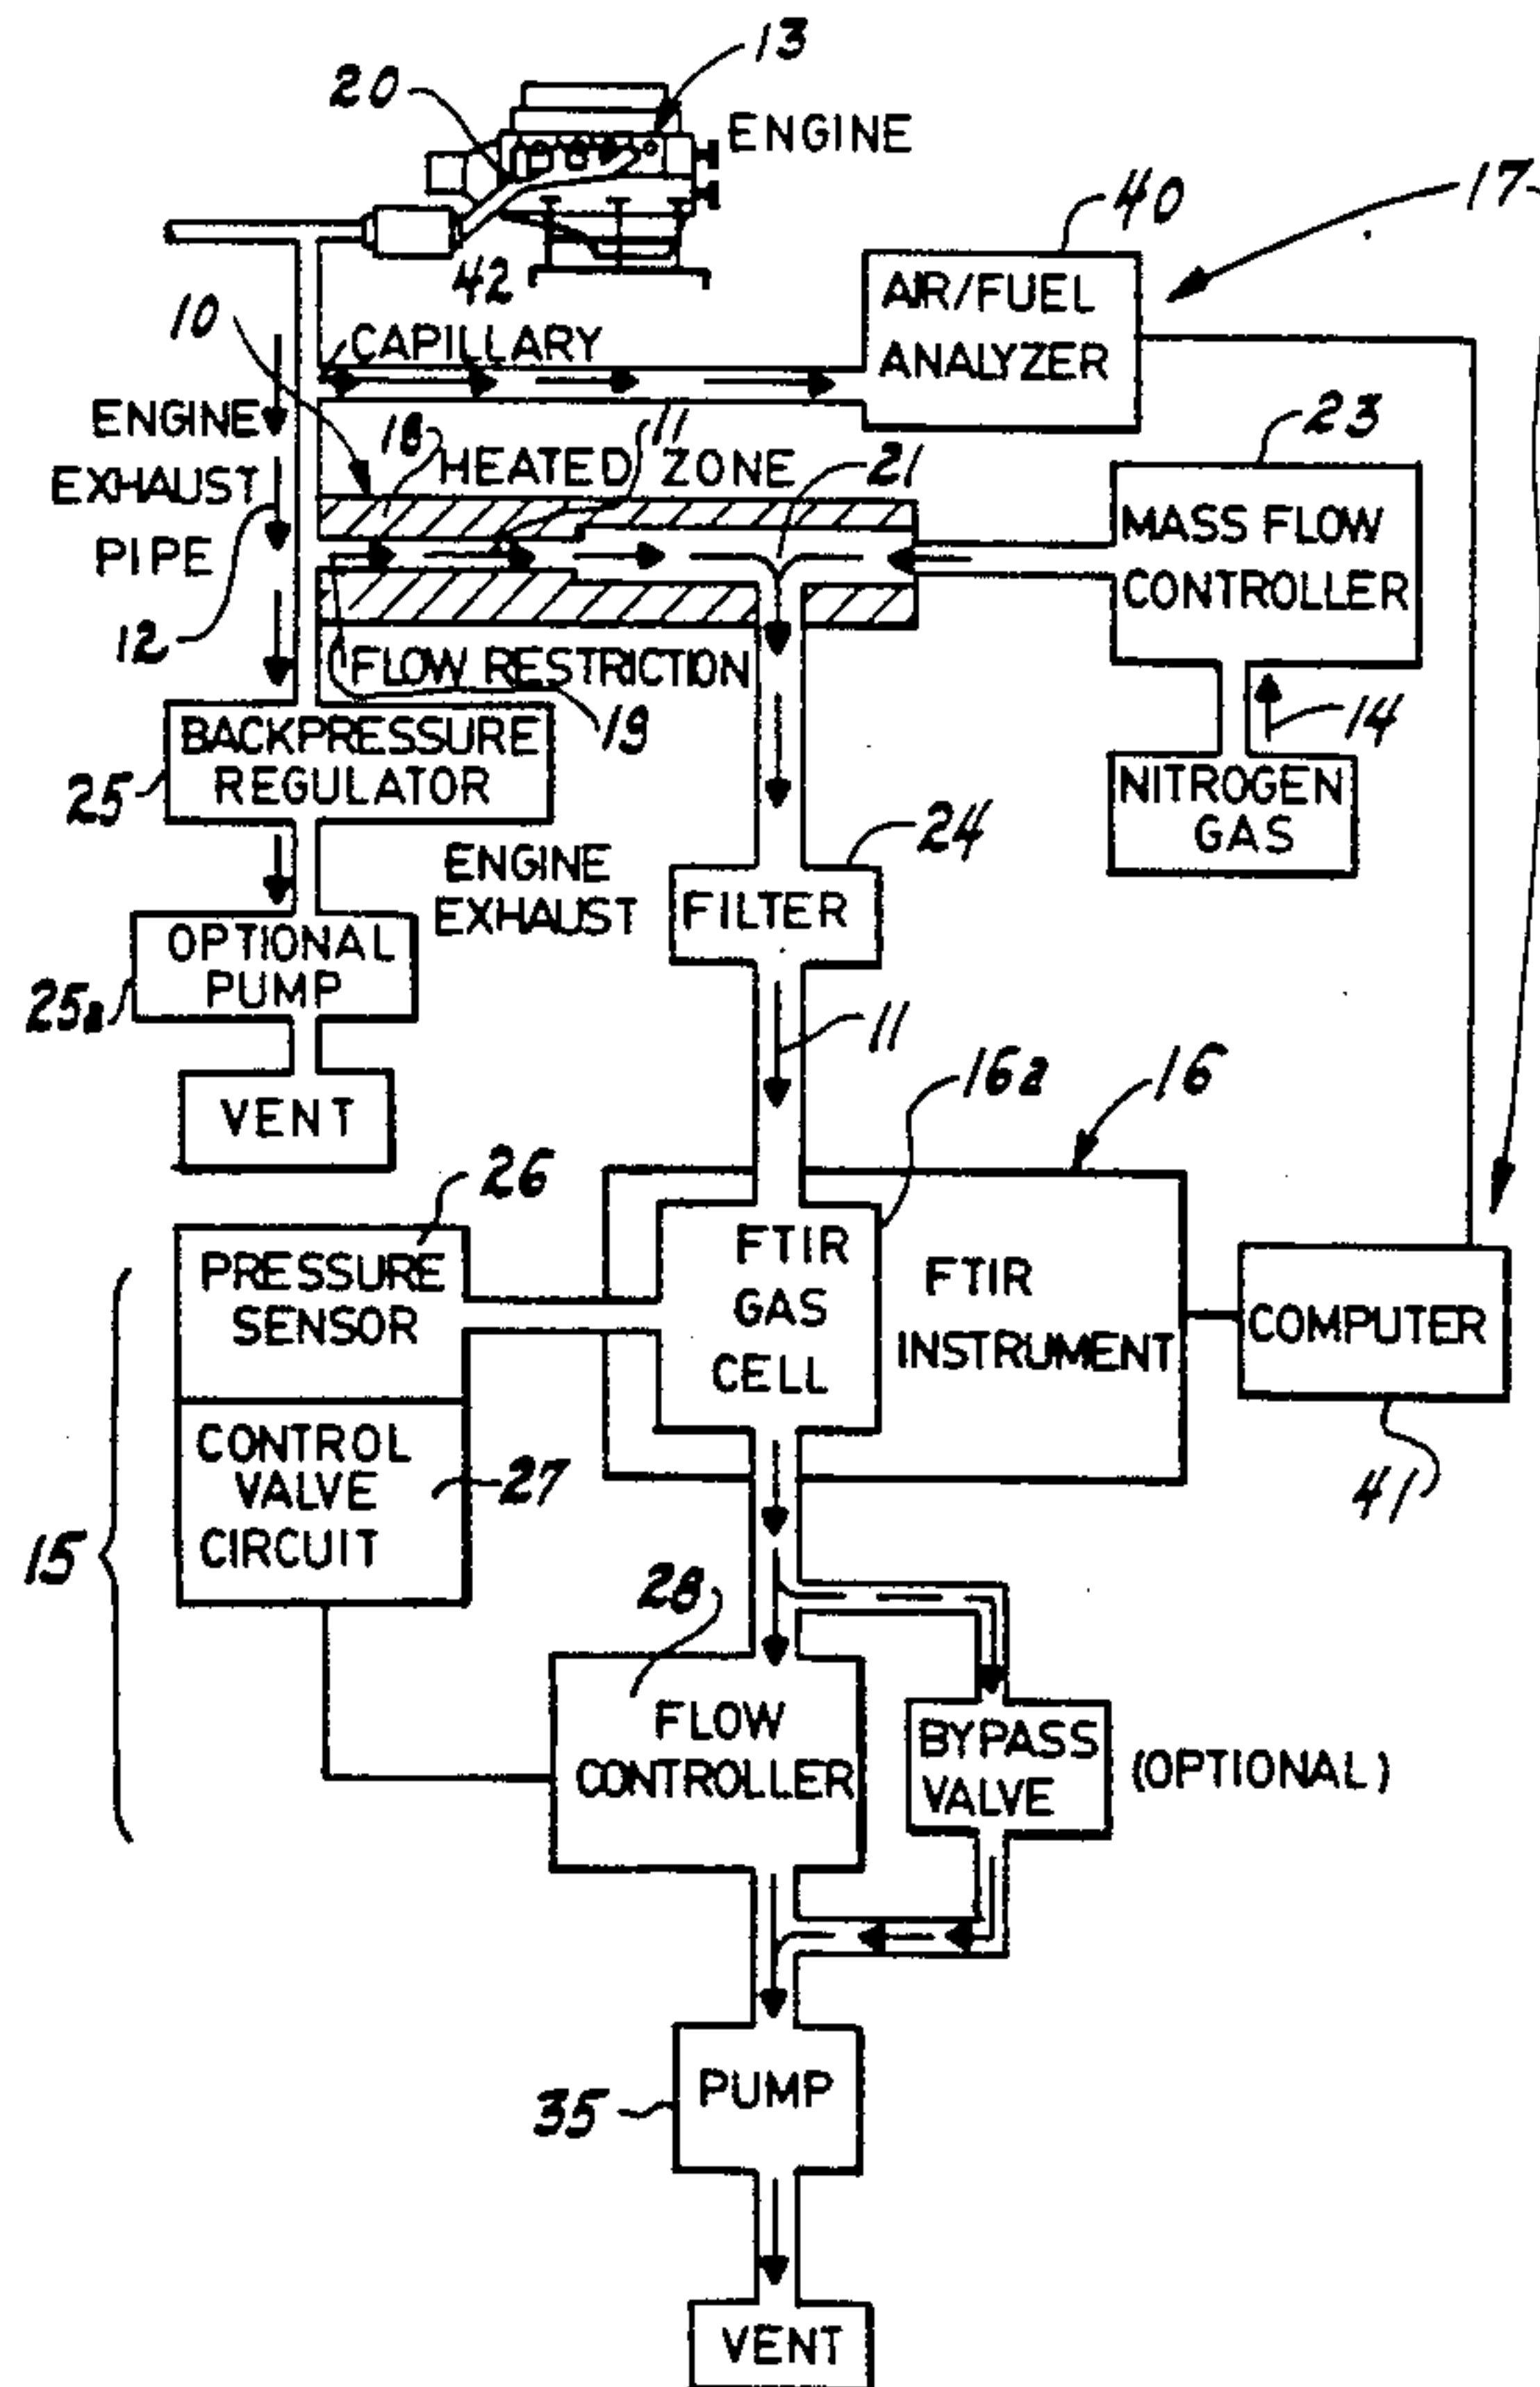 13
20
ENGINE
40
17
42
10
AIR/FUEL
ANALYZER
CAPILLARY
23
ENGINE
EXHAUST
PIPE
18
HEATED ZONE
11
21
MASS FLOW
CONTROLLER
12
FLOW RESTRICTION
19
14
BACKPRESSURE
REGULATOR
25
NITROGEN
GAS
24
ENGINE
EXHAUST
FILTER
OPTIONAL
PUMP
25a
11
16a
16
VENT
26
PRESSURE
SENSOR
FTIR
GAS
CELL
FTIR
INSTRUMENT
COMPUTER
CONTROL
VALVE
CIRCUIT
27
41
15
28
FLOW
CONTROLLER
BYPASS
VALVE
(OPTIONAL)
PUMP
35
VENT